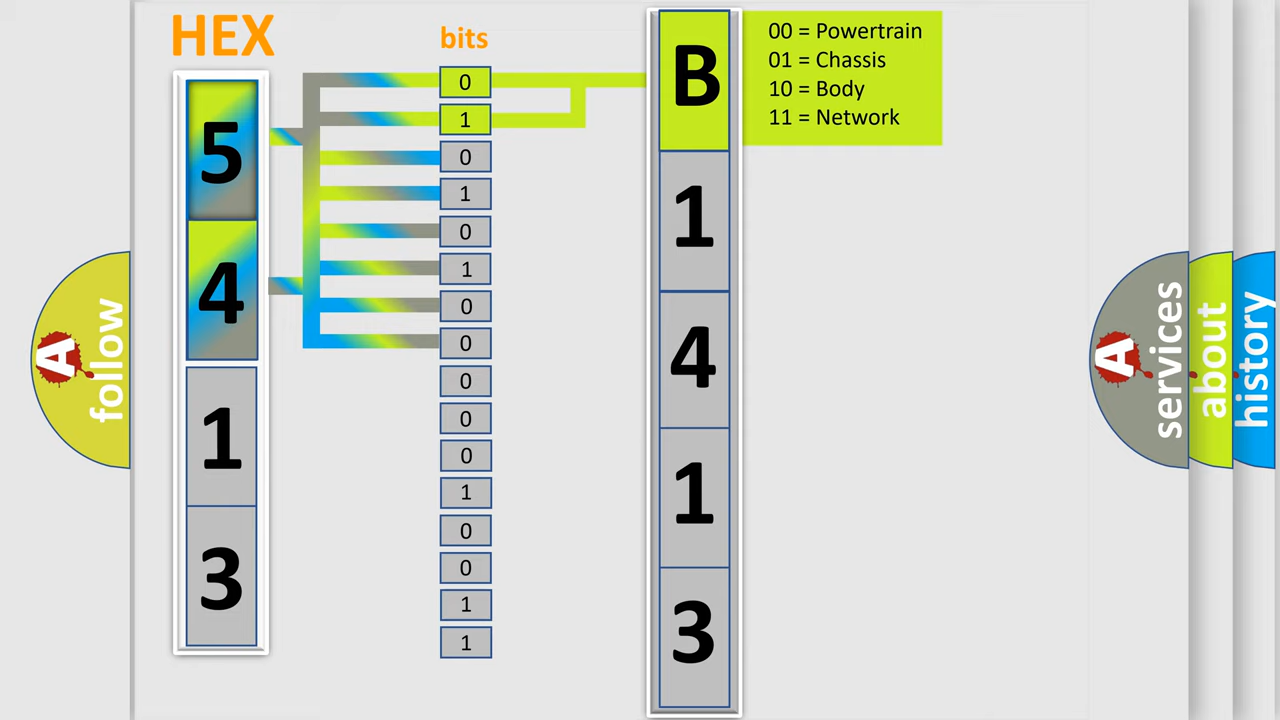 HEX
bits
5
4
1
3
0
1
0
1
0
1
0
0
0
0
0
1
0
0
1
1
B
1
4
1
3
00 = Powertrain
01 = Chassis
10 = Body
11 = Network
A
follow
A
services
about
history